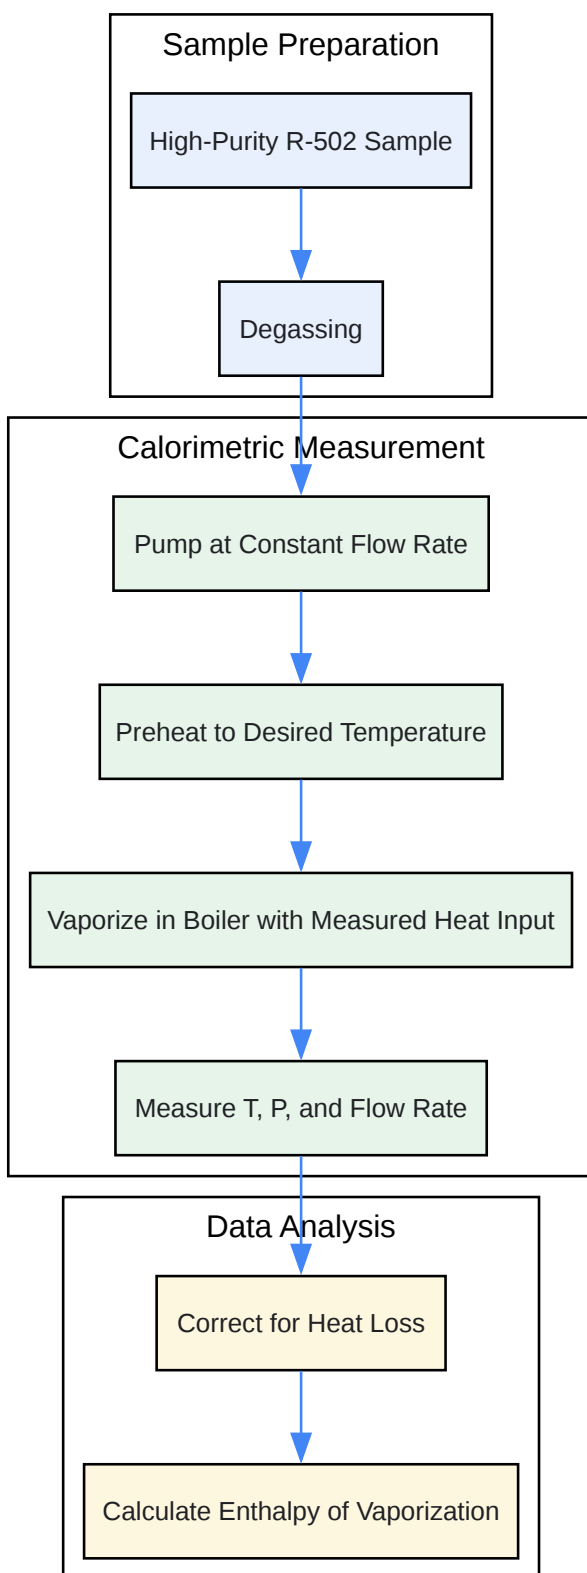 Sample Preparation
High-Purity R-502 Sample
Degassing
Calorimetric Measurement
Pump at Constant Flow Rate
Preheat to Desired Temperature
Vaporize in Boiler with Measured Heat Input
Measure T, P, and Flow Rate
Data Analysis
Correct for Heat Loss
Calculate Enthalpy of Vaporization